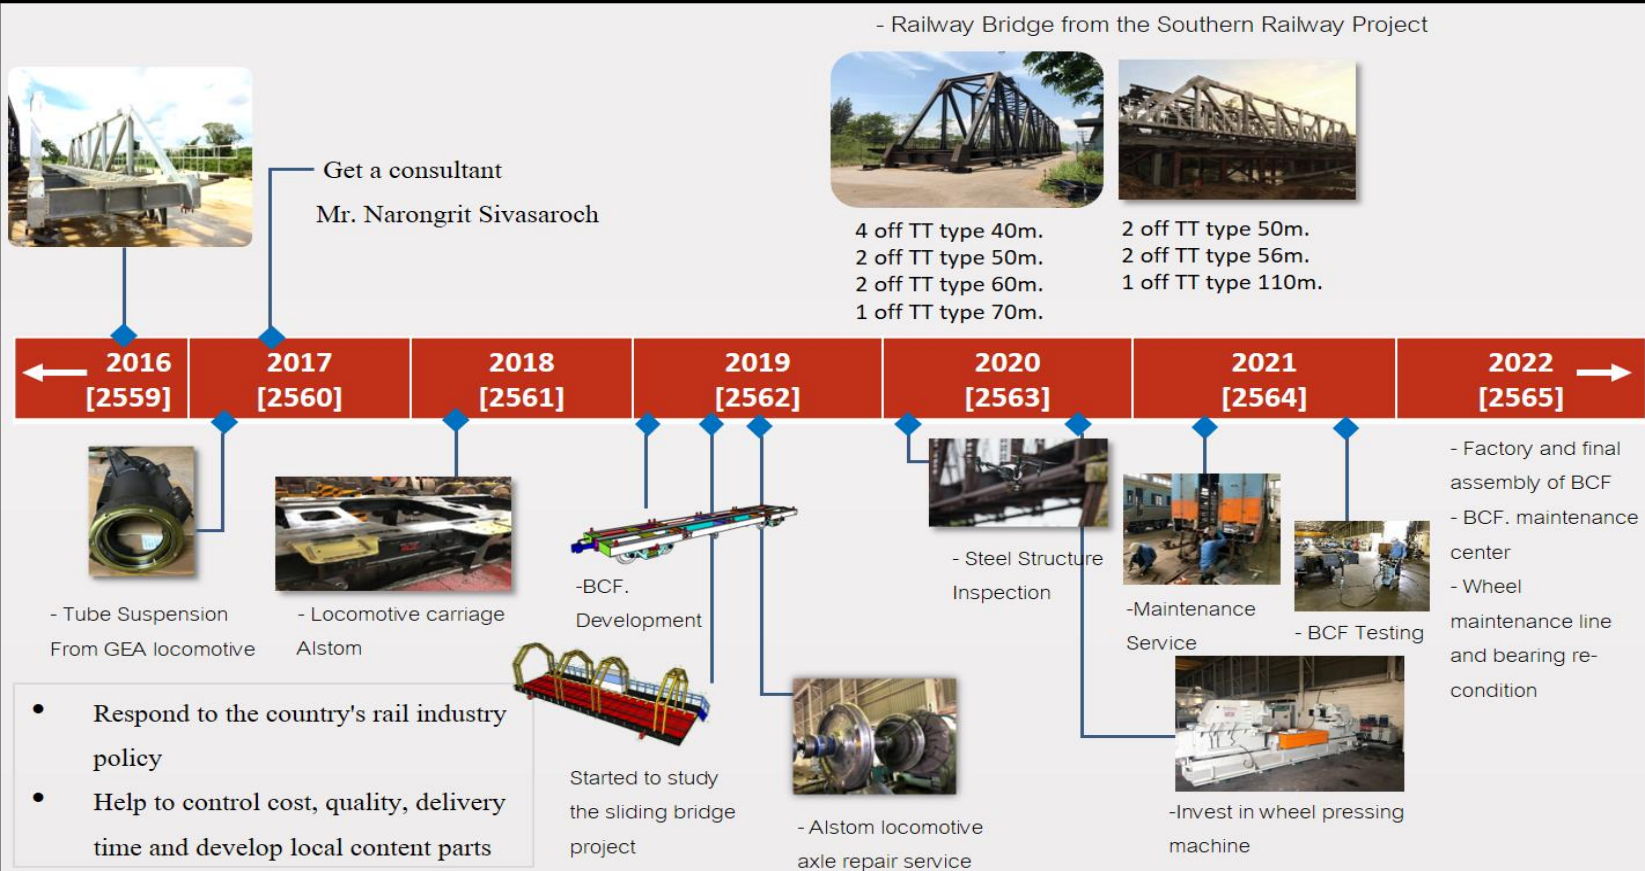 - Railway Bridge from the Southern Railway Project
Get a consultant
Mr. Narongrit Sivasaroch
4 off TT type 40m.
2 off TT type 50m.
2 off TT type 60m.
1 off TT type 70m.
2 off TT type 50m.
2 off TT type 56m.
1 off TT type 110m.
2016
[2559]
2017
[2560]
2018
[2561]
2019
[2562]
2020
[2563]
2021
[2564]
2022
[2565]
- Tube Suspension
From GEA locomotive
- Locomotive carriage
Alstom
-BCF.
Development
Started to study
the sliding bridge
project
- Alstom locomotive
axle repair service
- Steel Structure
Inspection
-Maintenance
Service
- BCF Testing
-Invest in wheel pressing
machine
- Factory and final
assembly of BCF
- BCF. maintenance
center
- Wheel
maintenance line
and bearing re-
condition
• Respond to the country's rail industry
policy
• Help to control cost, quality, delivery
time and develop local content parts